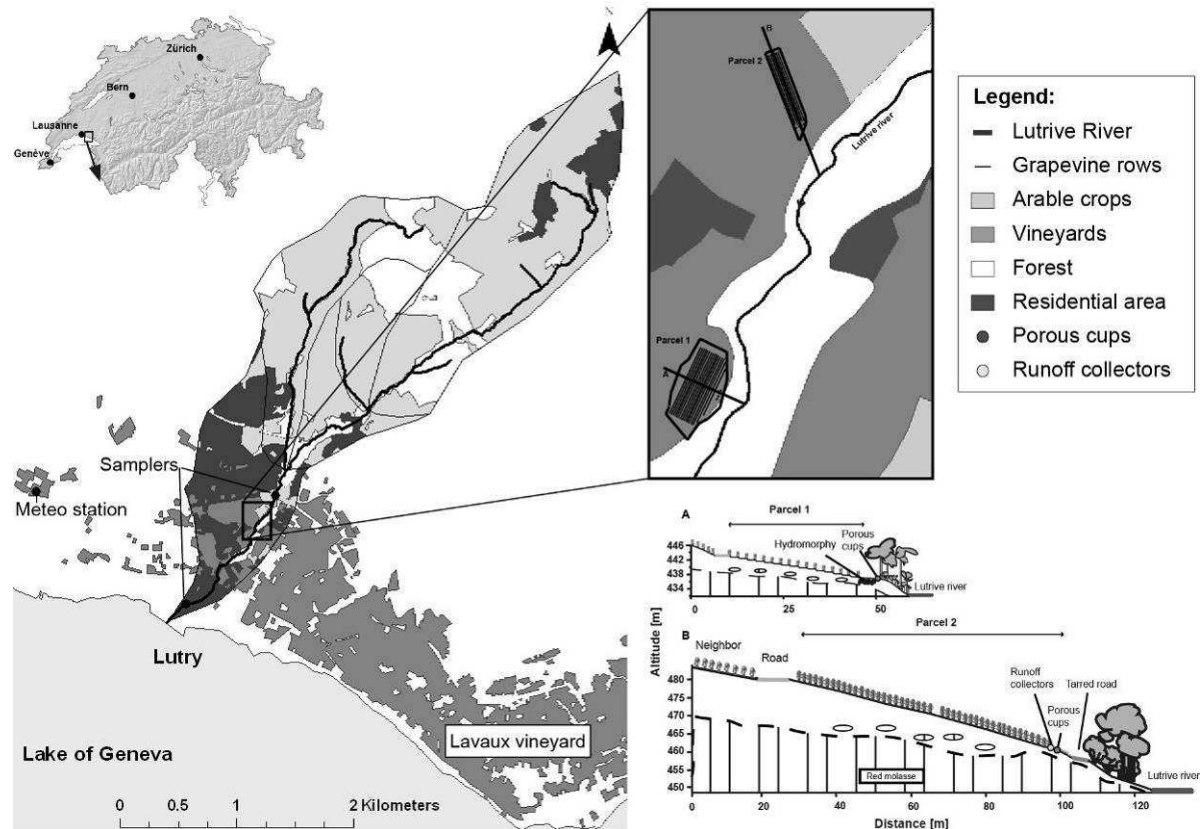 Zürich
Bern
Lausanne
Genève
N
Samplers
Meteo station
Lutry
Lake of Geneva
Lavaux vineyard
0 0.5 1 2 Kilometers
B
Parcel 2
Lutrive river
Parcel 1
A
Legend:
Lutrive River
Grapevine rows
Arable crops
Vineyards
Forest
Residential area
Porous cups
Runoff collectors
A
Parcel 1
Hydromorphy
Porous
cups
446
442
438
434
Lutrive river
0 25 50
Altitude [m]
B
Parcel 2
Neighbor
Road
Runoff
collectors
Tarred road
Porous
cups
480
470
465
460
455
450
Red molasse
Lutrive river
0 20 40 60 80 100 120
Distance [m]